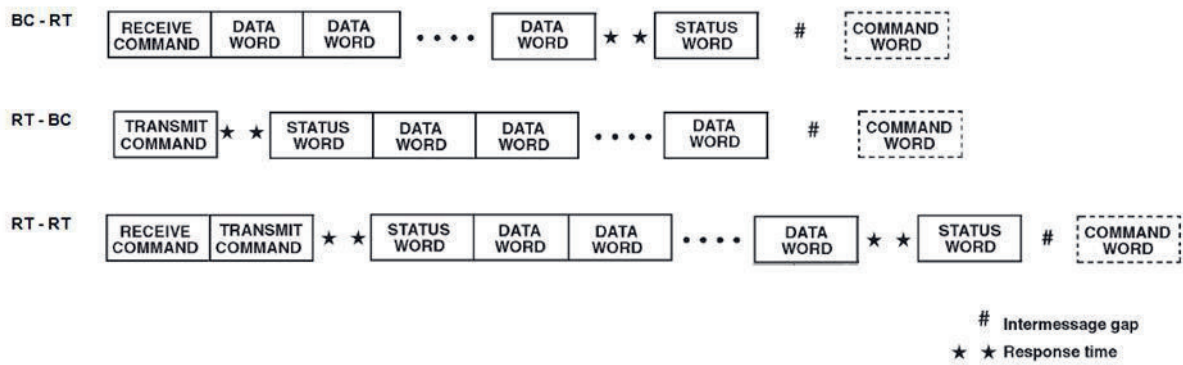 BC - RT
RECEIVE COMMAND DATA WORD DATA WORD • • • • DATA WORD ★ ★ STATUS WORD # COMMAND WORD
RT - BC
TRANSMIT COMMAND ★ ★ STATUS WORD DATA WORD DATA WORD • • • • DATA WORD # COMMAND WORD
RT - RT
RECEIVE COMMAND TRANSMIT COMMAND ★ ★ STATUS WORD DATA WORD DATA WORD • • • • DATA WORD ★ ★ STATUS WORD # COMMAND WORD
# Intermessage gap
★ ★ Response time